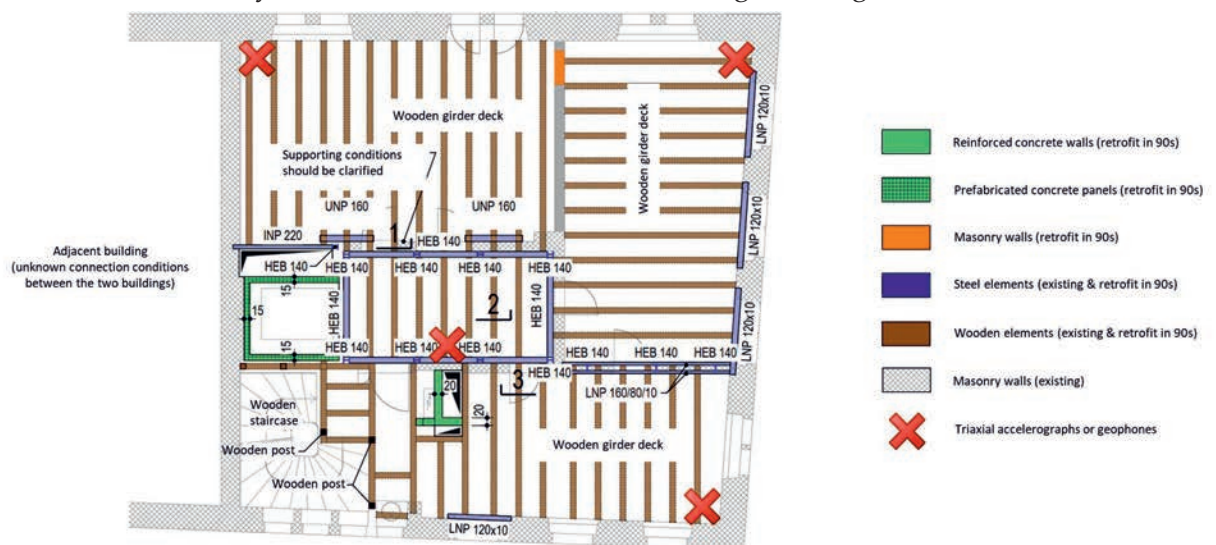 Wooden girder deck
Wooden girder deck
LNP 120x10
Supporting conditions
should be clarified
UNP 160
UNP 160
1
HEB 140
INP 220
Adjacent building
(unknown connection conditions
between the two buildings)
HEB 140
HEB 140
HEB 140
HEB 140
HEB 140
LNP 120x10
15
15
HEB 140
2
HEB 140
15
HEB 140
HEB 140
HEB 140
HEB 140
HEB 140
HEB 140
LNP 120x10
HEB 140
3
20
LNP 160/80/10
20
Wooden
staircase
Wooden post
Wooden girder deck
Wooden post
LNP 120x10
Reinforced concrete walls (retrofit in 90s)
Prefabricated concrete panels (retrofit in 90s)
Masonry walls (retrofit in 90s)
Steel elements (existing & retrofit in 90s)
Wooden elements (existing & retrofit in 90s)
Masonry walls (existing)
Triaxial accelerographs or geophones